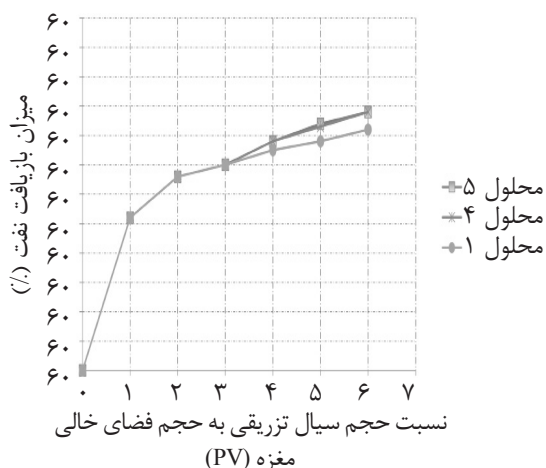 میزان بازیافت نفت (٪)
۶۰
۶۰
۶۰
۶۰
۶۰
۶۰
۶۰
۶۰
۶۰
۶۰
۶۰
۶۰
۶۰
۰ ۱ ۲ ۳ ۴ ۵ ۶ ۷
محلول ۵
محلول ۴
محلول ۱
نسبت حجم سیال تزریقی به حجم فضای خالی
مغزه (PV)